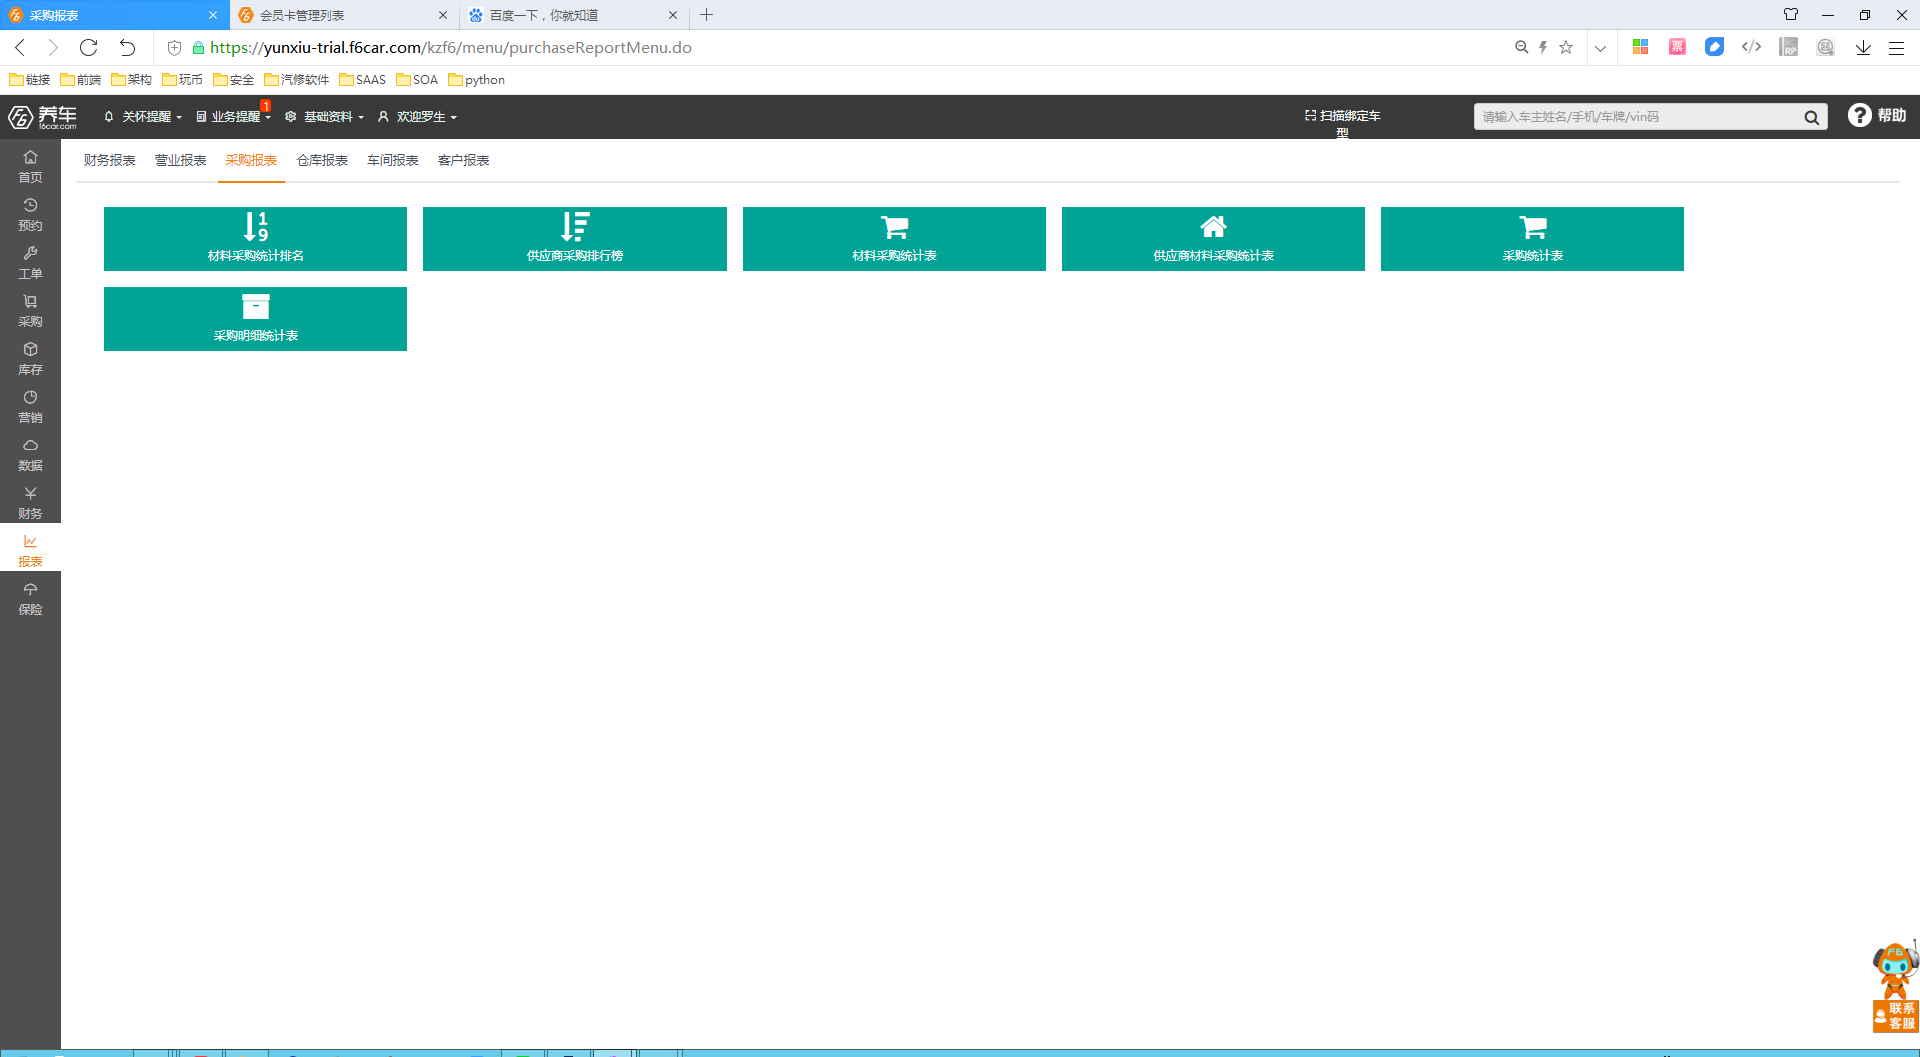 采购报表
会员卡管理列表
百度一下，你就知道
https://yunxiu-trial.f6car.com/kzf6/menu/purchaseReportMenu.do
票
RP
链接
前端
架构
玩币
安全
汽修软件
SAAS
SOA
python
F6 养车
f6car.com
关怀提醒
业务提醒
1
基础资料
欢迎罗生
扫描绑定车
型
请输入车主姓名/手机/车牌/vin码
帮助
首页
预约
工单
采购
库存
营销
数据
财务
报表
保险
财务报表
营业报表
采购报表
仓库报表
车间报表
客户报表
1
9
材料采购统计排名
供应商采购排行榜
材料采购统计表
供应商材料采购统计表
采购统计表
采购明细统计表
F6
联系
客服